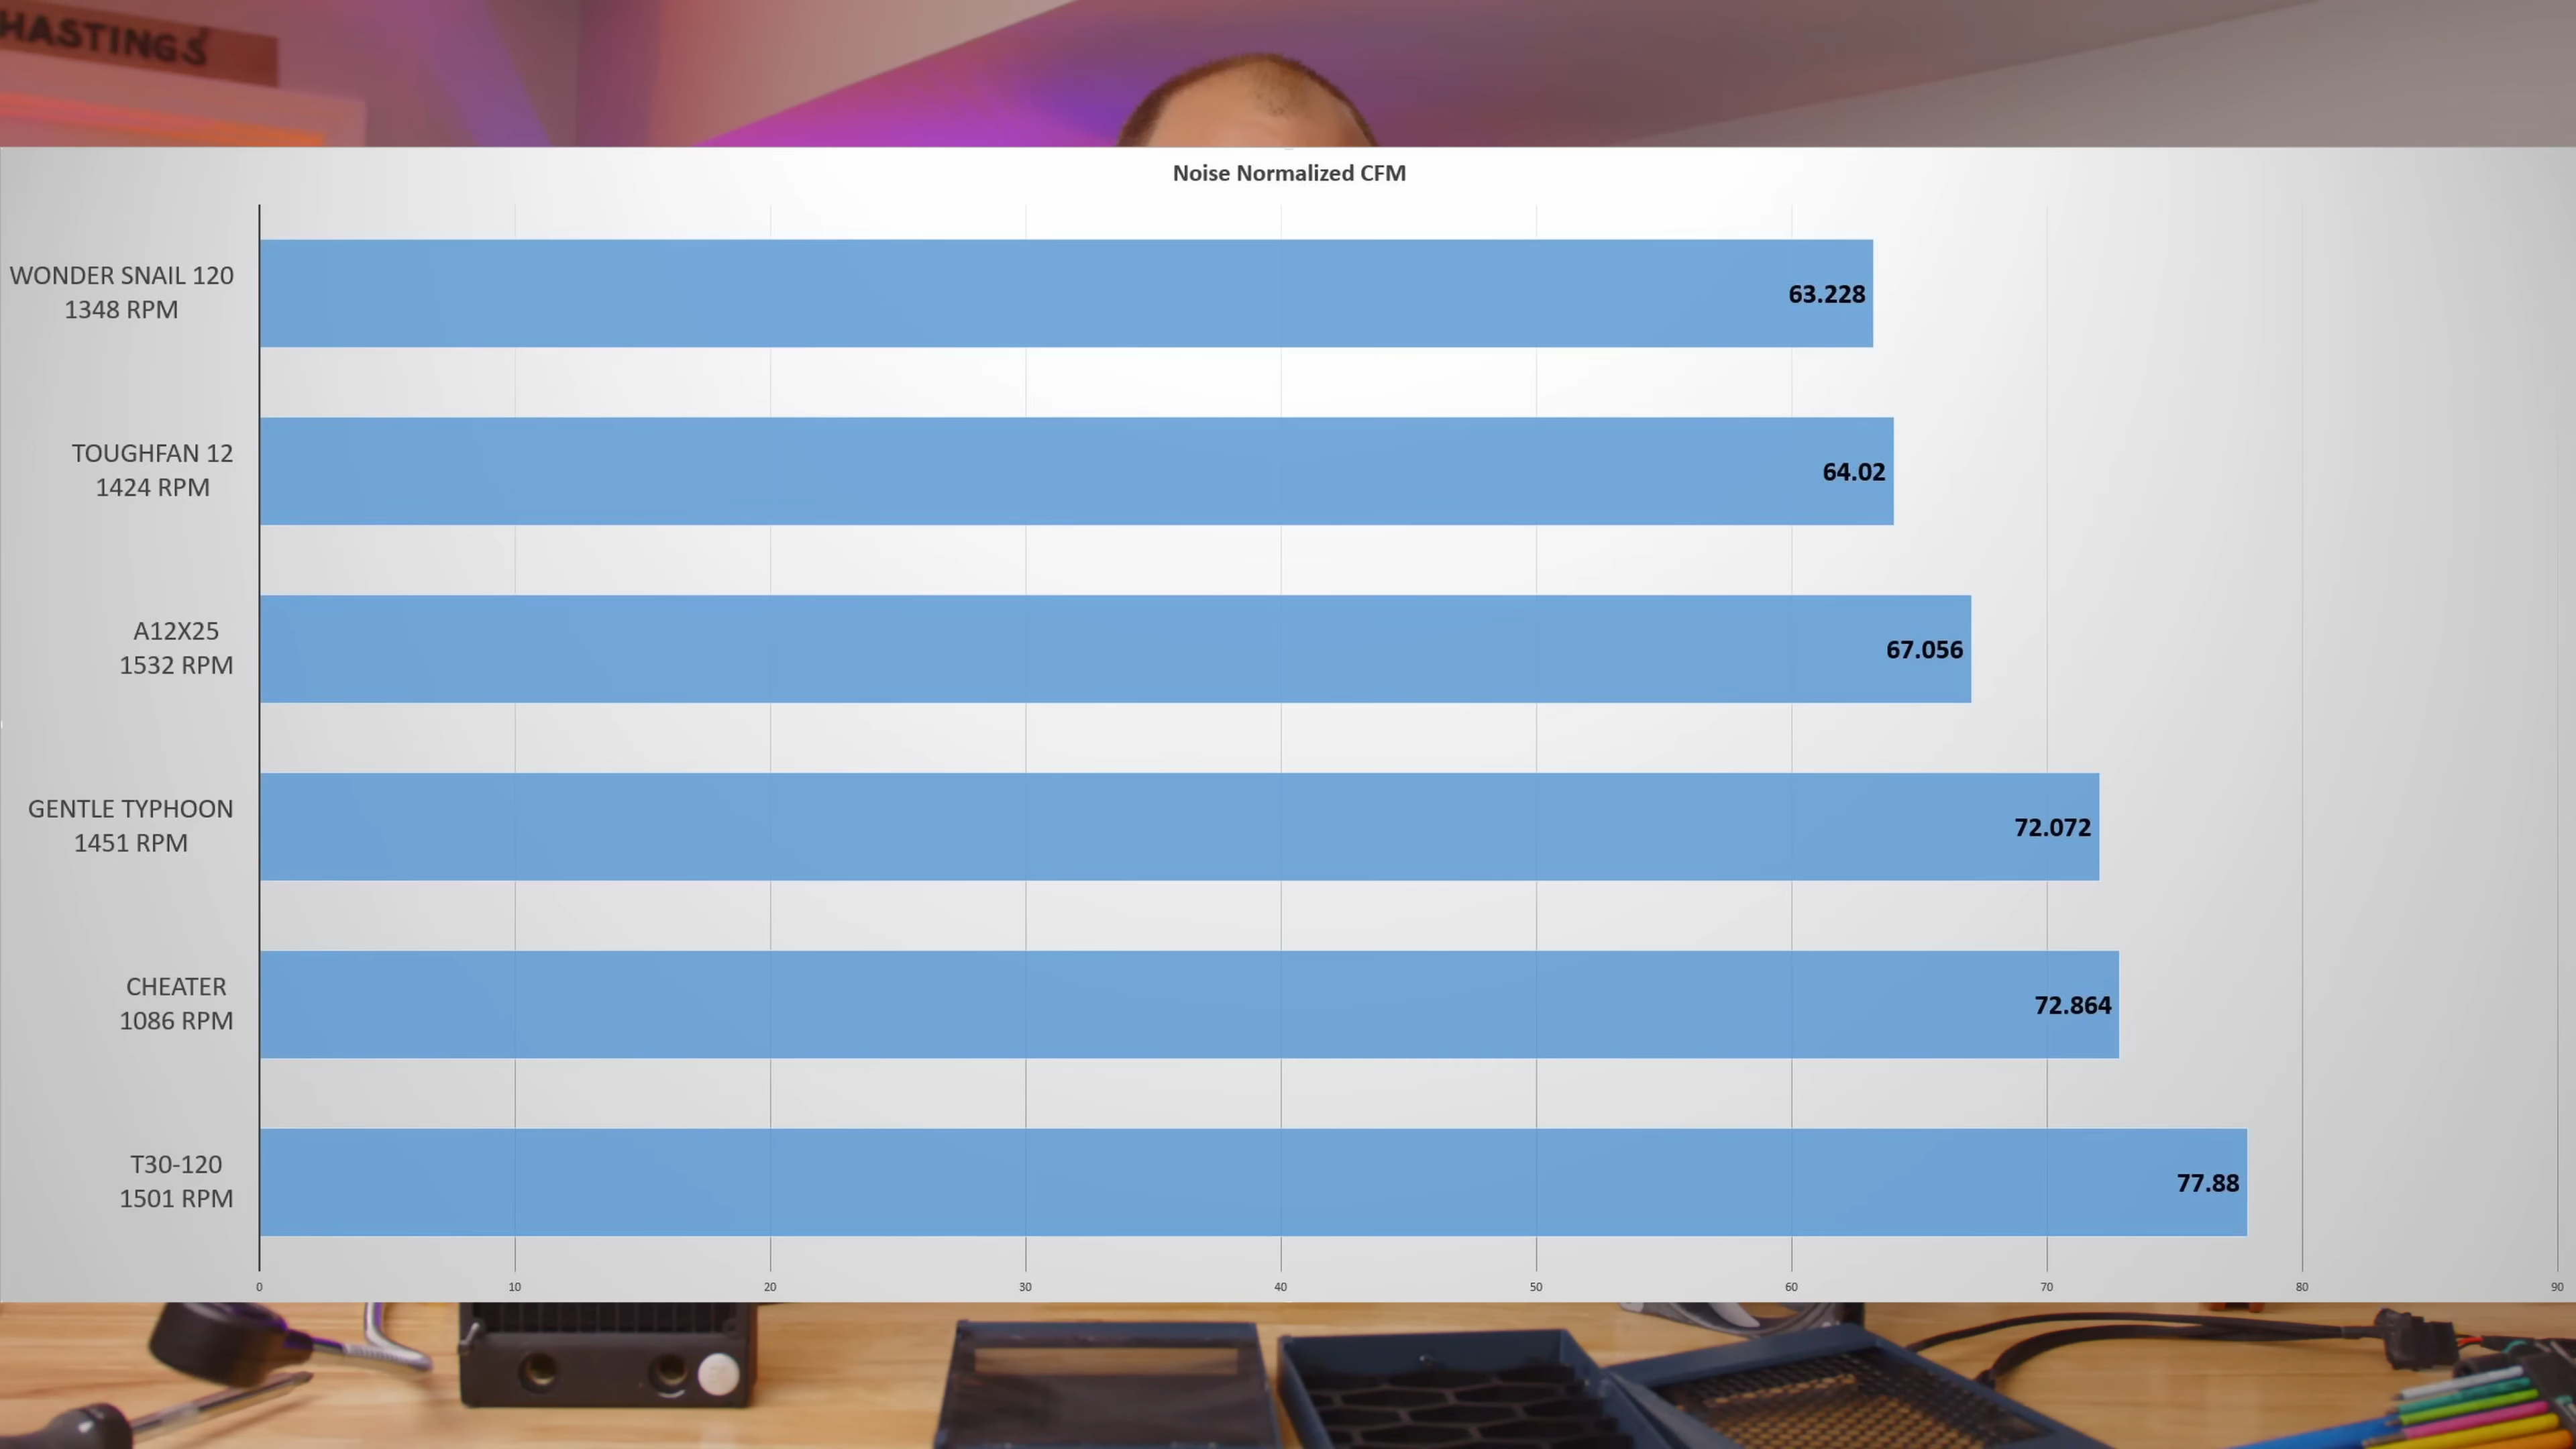 HASTINGS
Noise Normalized CFM
WONDER SNAIL 120
1348 RPM
63.228
TOUGHFAN 12
1424 RPM
64.02
A12X25
1532 RPM
67.056
GENTLE TYPHOON
1451 RPM
72.072
CHEATER
1086 RPM
72.864
T30-120
1501 RPM
77.88
0 10 20 30 40 50 60 70 80 90